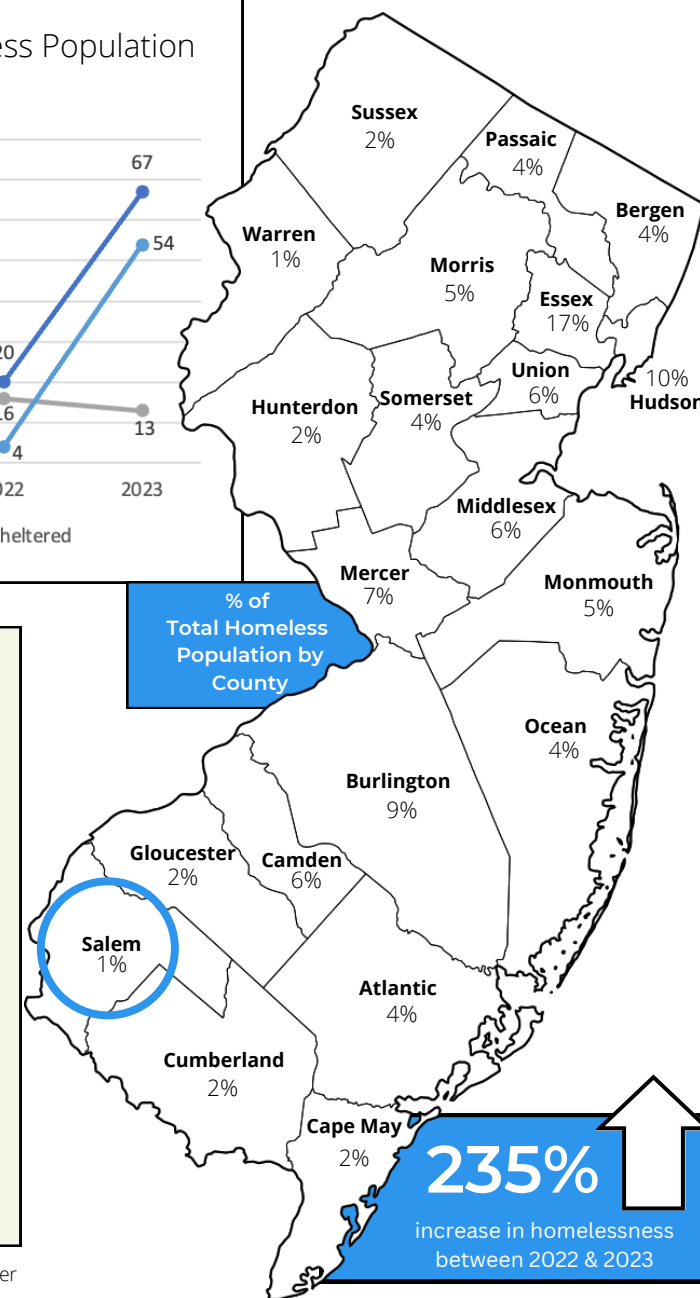 ess Population
67
54
20
16
13
4
022
2023
heltered
Sussex
2%
Passaic
4%
Bergen
4%
Warren
1%
Morris
5%
Essex
17%
10%
Hudson
Union
6%
Somerset
4%
Hunterdon
2%
Middlesex
6%
Mercer
7%
Monmouth
5%
% of
Total Homeless
Population by
County
Ocean
4%
Burlington
9%
Gloucester
2%
Camden
6%
Salem
1%
Atlantic
4%
Cumberland
2%
Cape May
2%
235%
increase in homelessness
between 2022 & 2023
er